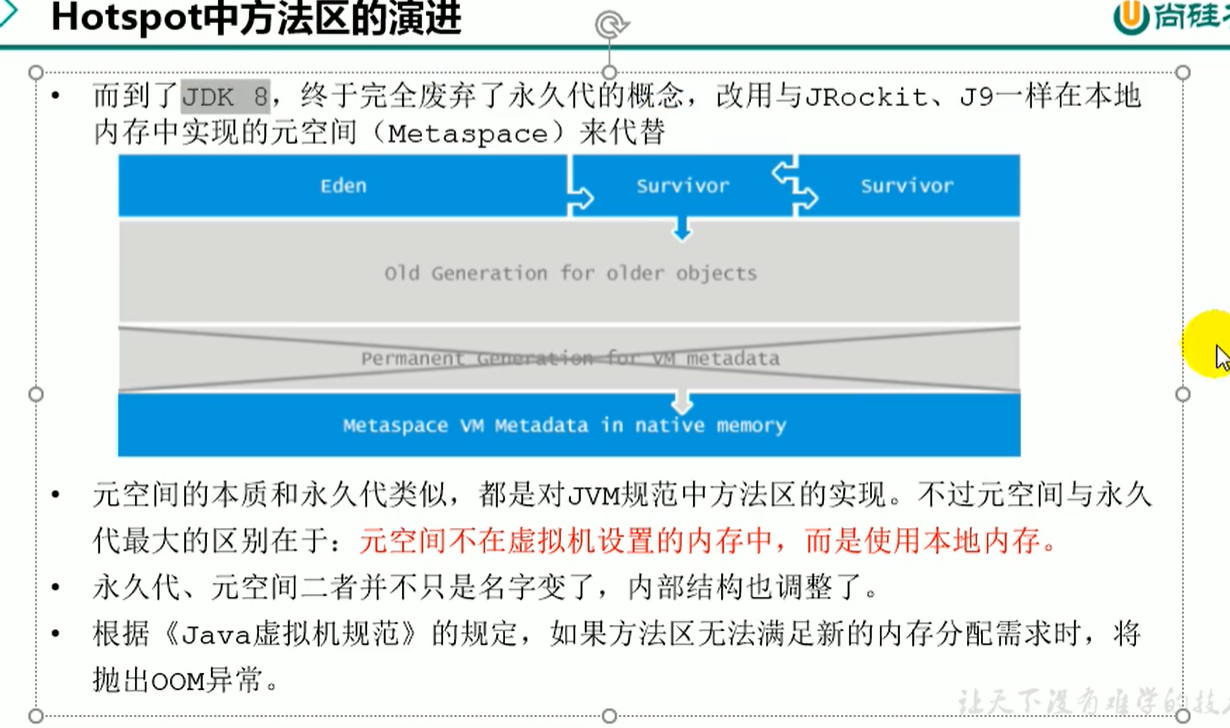 Hotspot中方法区的演进
尚硅
• 而到了JDK 8，终于完全废弃了永久代的概念，改用与JRockit、J9一样在本地
内存中实现的元空间（Metaspace）来代替
Eden
Survivor
Survivor
Old Generation for older objects
Permanent Generation for VM metadata
Metaspace VM Metadata in native memory
• 元空间的本质和永久代类似，都是对JVM规范中方法区的实现。不过元空间与永久
代最大的区别在于：元空间不在虚拟机设置的内存中，而是使用本地内存。
• 永久代、元空间二者并不只是名字变了，内部结构也调整了。
• 根据《Java虚拟机规范》的规定，如果方法区无法满足新的内存分配需求时，将
抛出OOM异常。
让天下没有难学的技